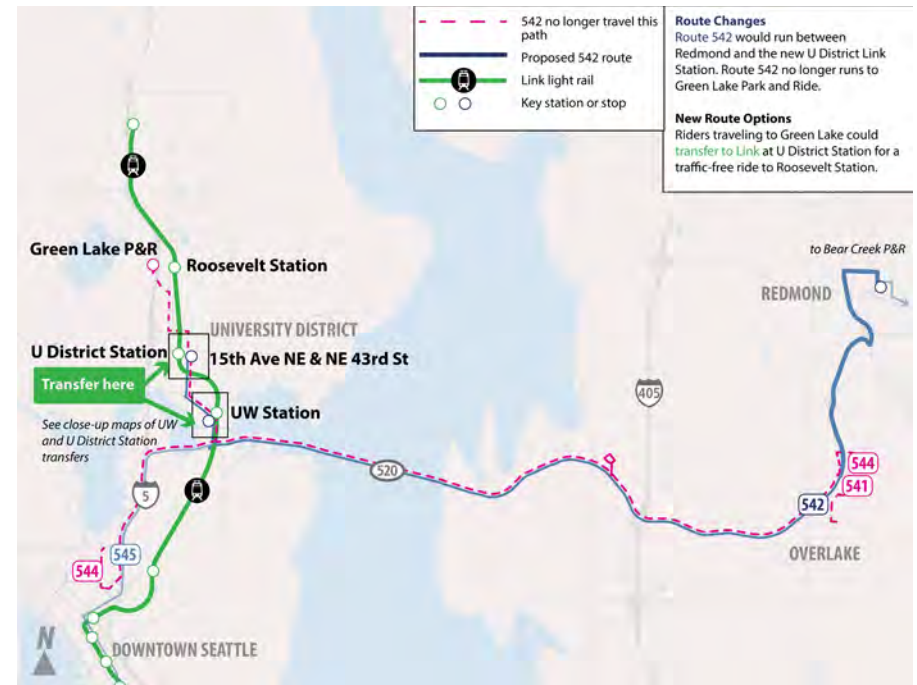 542 no longer travel this
path
Proposed 542 route
Link light rail
Key station or stop
Route Changes
Route 542 would run between
Redmond and the new U District Link
Station. Route 542 no longer runs to
Green Lake Park and Ride.
New Route Options
Riders traveling to Green Lake could
transfer to Link at U District Station for a
traffic-free ride to Roosevelt Station.
Green Lake P&R
Roosevelt Station
to Bear Creek P&R
REDMOND
UNIVERSITY DISTRICT
U District Station
15th Ave NE & NE 43rd St
Transfer here
405
UW Station
See close-up maps of UW
and U District Station
transfers
520
544
541
5
542
545
544
OVERLAKE
N
DOWNTOWN SEATTLE